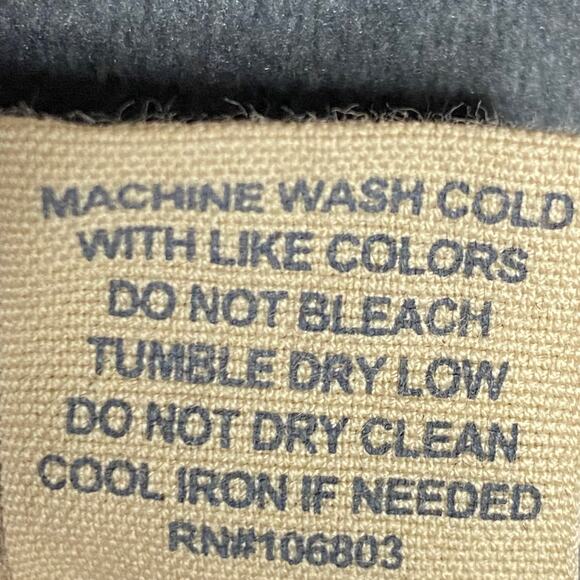 MACHINE WASH COLD
WITH LIKE COLORS
DO NOT BLEACH
TUMBLE DRY LOW
DO NOT DRY CLEAN
COOL IRON IF NEEDED
RN#106803